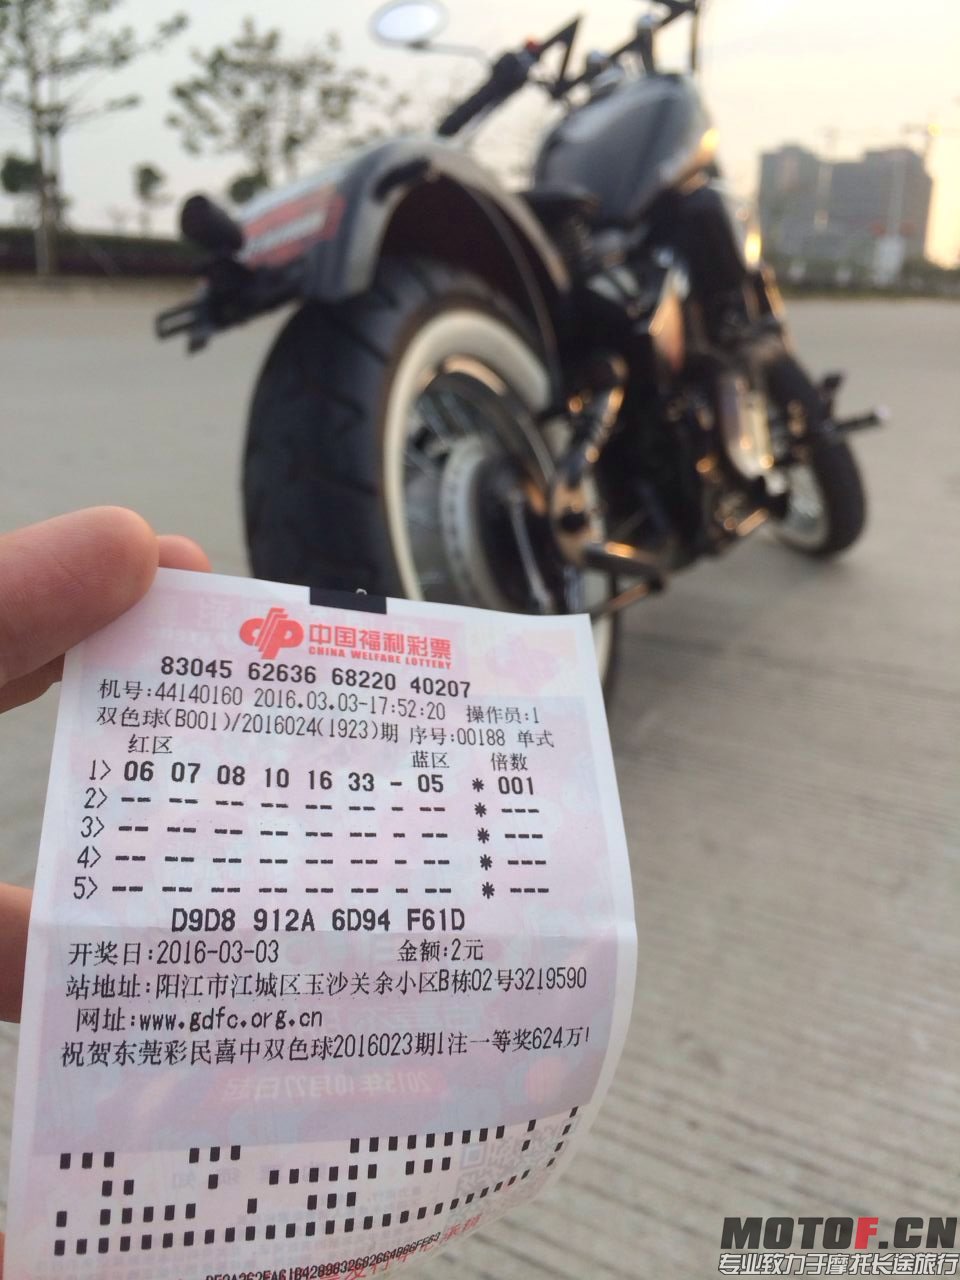 中国福利彩票
CHINA WELFARE LOTTERY
83045 62636 68220 40207
机号:44140160 2016.03.03-17:52:20 操作员:1
双色球(B001)/2016024(1923)期 序号:00188 单式
红区 蓝区 倍数
1> 06 07 08 10 16 33 - 05 * 001
2> -- -- -- -- -- -- - -- * ---
3> -- -- -- -- -- -- - -- * ---
4> -- -- -- -- -- -- - -- * ---
5> -- -- -- -- -- -- - -- * ---
D9D8 912A 6D94 F61D
开奖日:2016-03-03 金额:2元
站地址:阳江市江城区玉沙关余小区B栋02号3219590
网址:www.gdfc.org.cn
祝贺东莞彩民喜中双色球2016023期1注一等奖624万!
MOTOF.CN
专业致力于摩托长途旅行